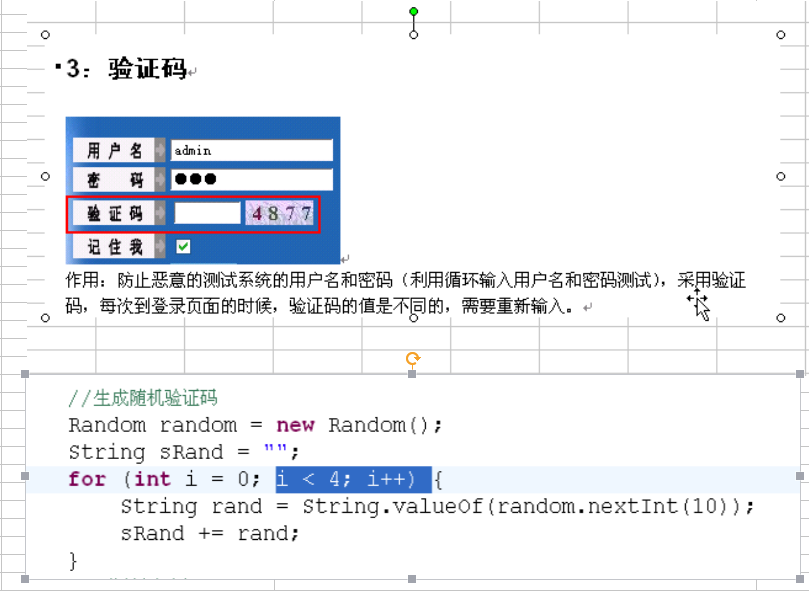 ▪3：验证码
用户名 admin
密 码 ●●●
验证码 4877
记住我
作用：防止恶意的测试系统的用户名和密码（利用循环输入用户名和密码测试），采用验证
码，每次到登录页面的时候，验证码的值是不同的，需要重新输入。
//生成随机验证码
Random random = new Random();
String sRand = "";
for (int i = 0; i < 4; i++) {
String rand = String.valueOf(random.nextInt(10));
sRand += rand;
}